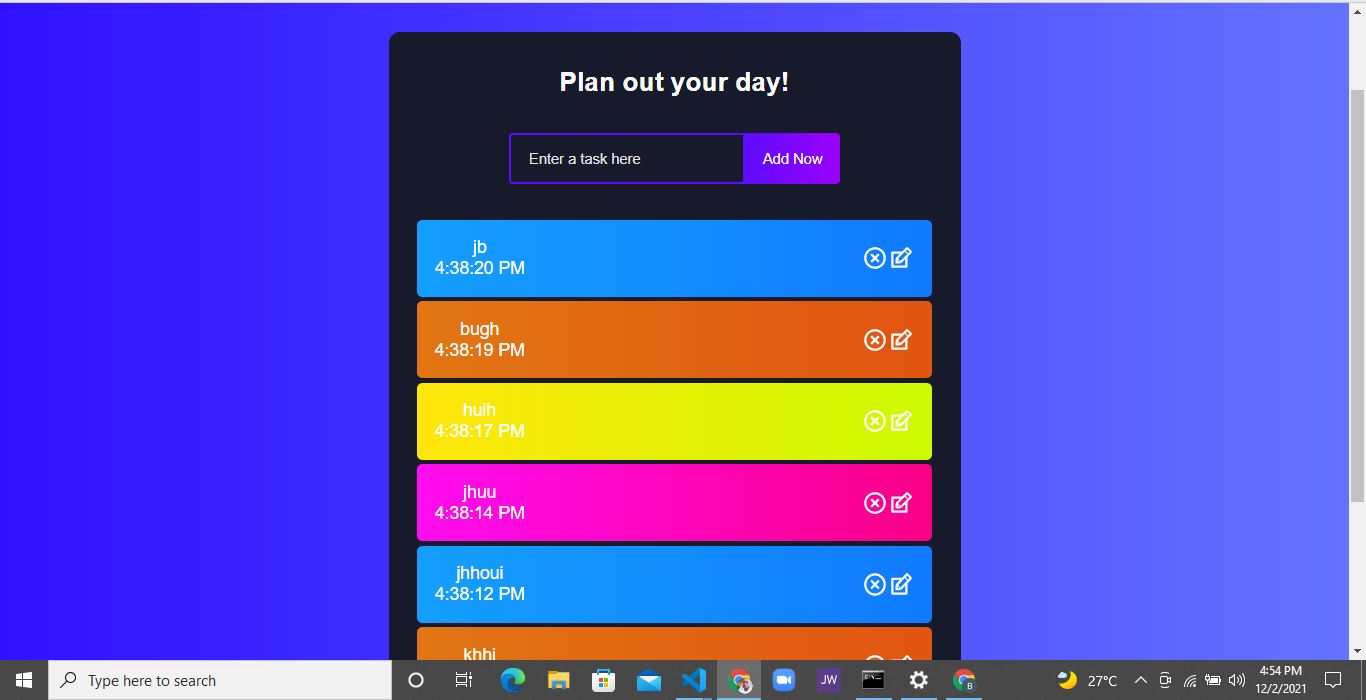 Plan out your day!
Enter a task here
Add Now
jb
4:38:20 PM
bugh
4:38:19 PM
huih
4:38:17 PM
jhuu
4:38:14 PM
jhhoui
4:38:12 PM
khhi
Type here to search
JW
B
27°C
4:54 PM
12/2/2021